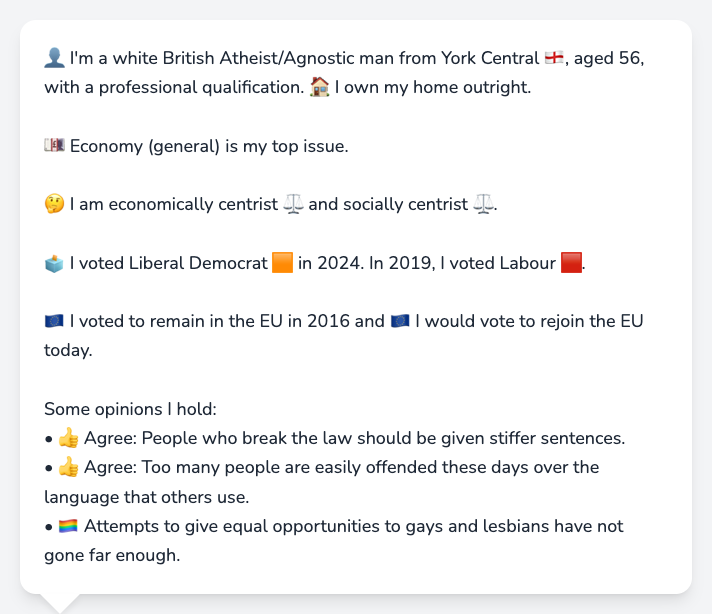 👤 I'm a white British Atheist/Agnostic man from York Central 🏴󠁧󠁢󠁥󠁮󠁧󠁿, aged 56,
with a professional qualification. 🏠 I own my home outright.
💷 Economy (general) is my top issue.
🤔 I am economically centrist ⚖️ and socially centrist ⚖️.
🗳️ I voted Liberal Democrat 🟧 in 2024. In 2019, I voted Labour 🟥.
🇪🇺 I voted to remain in the EU in 2016 and 🇪🇺 I would vote to rejoin the EU
today.
Some opinions I hold:
• 👍 Agree: People who break the law should be given stiffer sentences.
• 👍 Agree: Too many people are easily offended these days over the
language that others use.
• 🏳️‍🌈 Attempts to give equal opportunities to gays and lesbians have not
gone far enough.